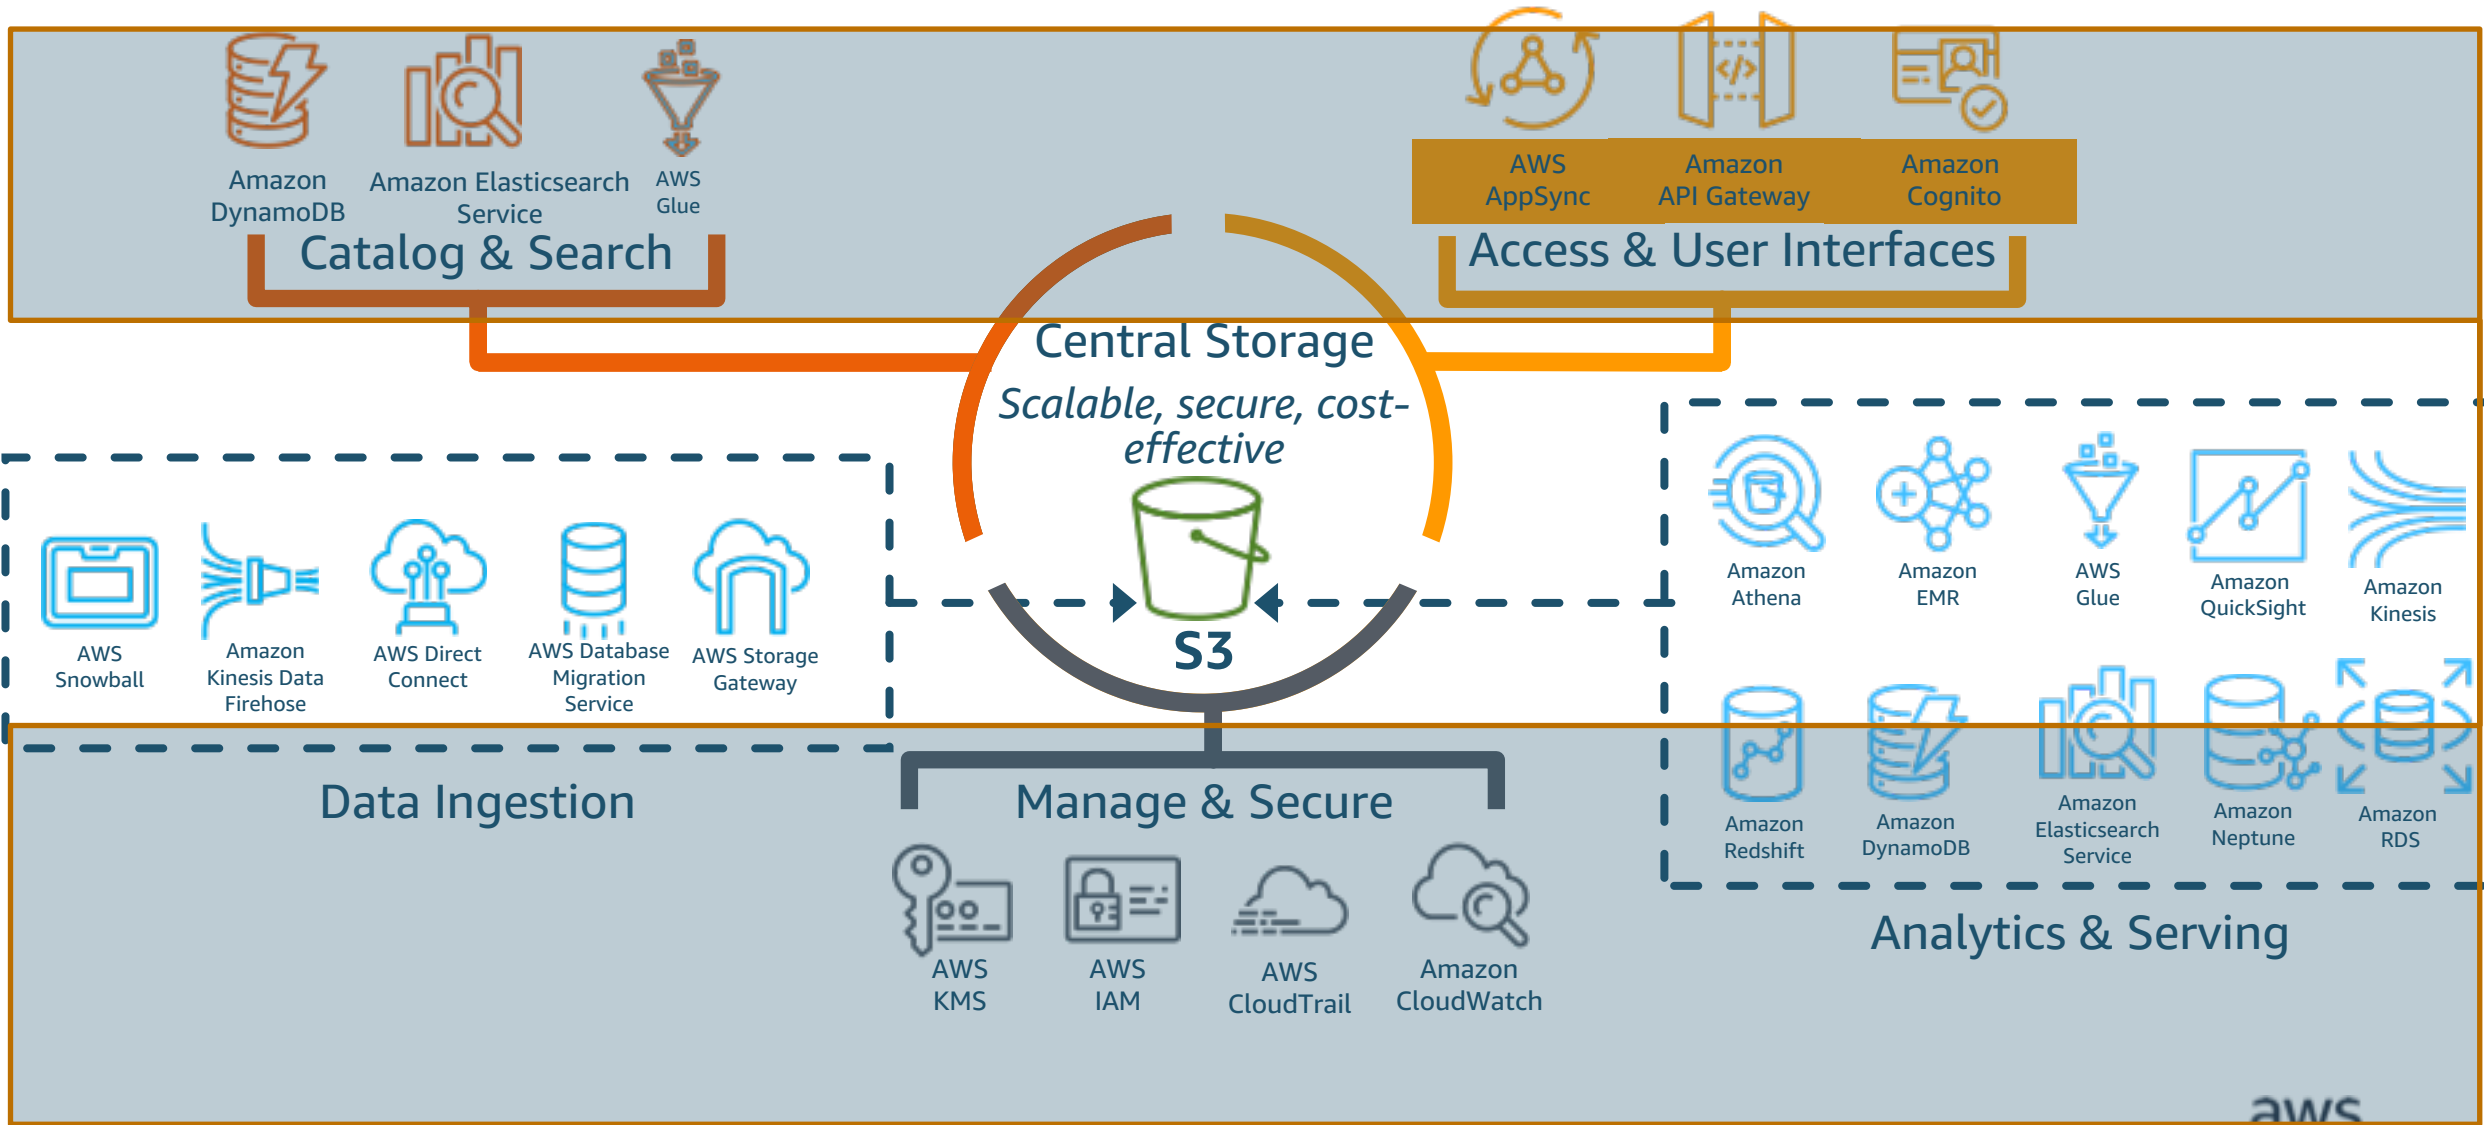 Amazon
DynamoDB
Amazon Elasticsearch
Service
AWS
Glue
Catalog & Search
AWS
AppSync
Amazon
API Gateway
Amazon
Cognito
Access & User Interfaces
Central Storage
Scalable, secure, cost-
effective
S3
AWS
Snowball
Amazon
Kinesis Data
Firehose
AWS Direct
Connect
AWS Database
Migration
Service
AWS Storage
Gateway
Data Ingestion
Amazon
Athena
Amazon
EMR
AWS
Glue
Amazon
QuickSight
Amazon
Kinesis
Amazon
Redshift
Amazon
DynamoDB
Amazon
Elasticsearch
Service
Amazon
Neptune
Amazon
RDS
Analytics & Serving
Manage & Secure
AWS
KMS
AWS
IAM
AWS
CloudTrail
Amazon
CloudWatch
aws